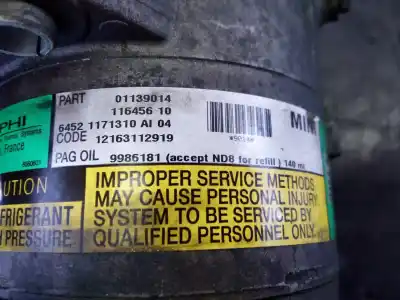 PART 01139014
116456 10
6452 1171310 AI 04
CODE 12163112919
PAG OIL 9985181 (accept ND8 for refill) 140 ml
PHI
France
MIN
UTION
FRIGERANT
H PRESSURE
IMPROPER SERVICE METHODS
MAY CAUSE PERSONAL INJURY
SYSTEM TO BE SERVICED BY
QUALIFIED PERSONNEL ONLY.